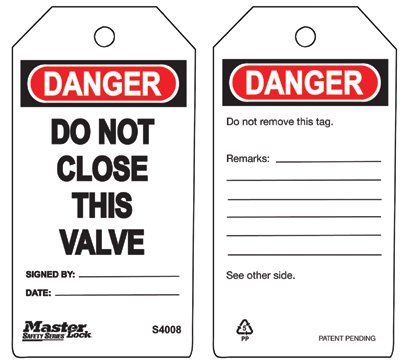 DANGER
DO NOT
CLOSE
THIS
VALVE
SIGNED BY:
DATE:
Master Lock
SAFETY SERIES
S4008
DANGER
Do not remove this tag.
Remarks:
See other side.
5
PP
PATENT PENDING